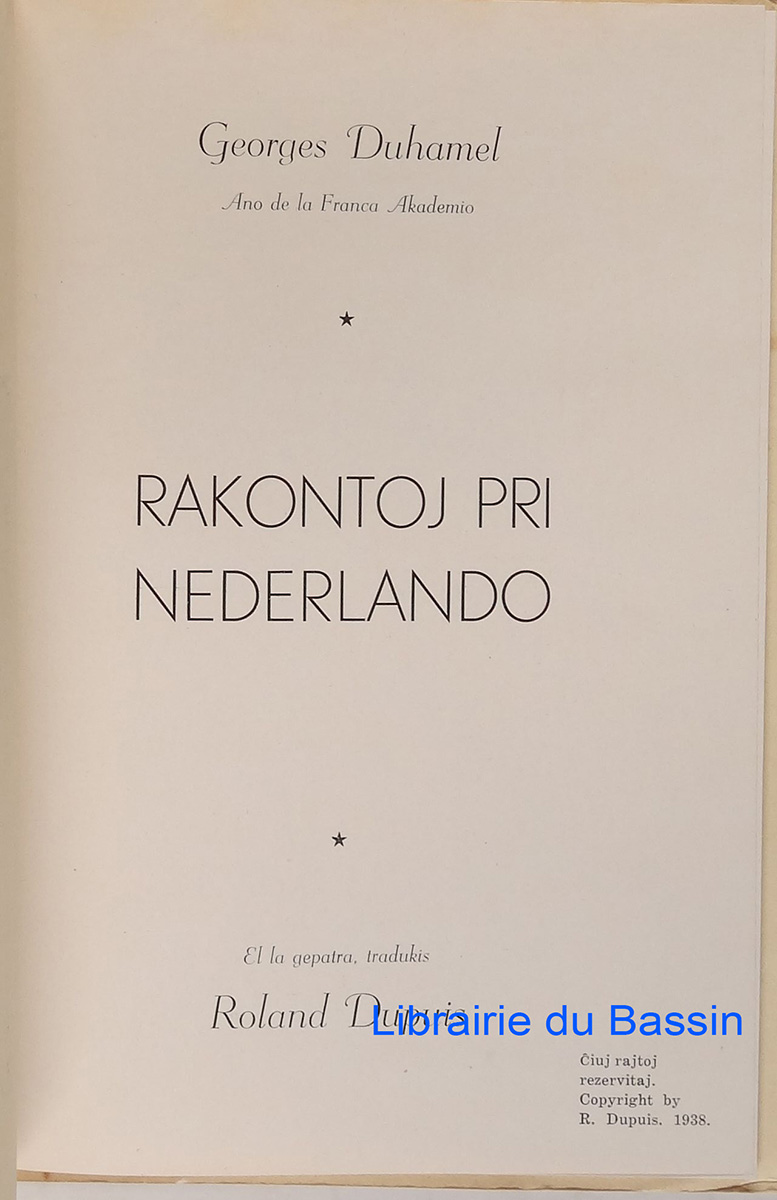 Georges Duhamel
Ano de la Franca Akademio
RAKONTOJ PRI
NEDERLANDO
El la gepatra, tradukis
Roland Dupuis
Librairie du Bassin
Ĉiuj rajtoj
rezervitaj.
Copyright by
R. Dupuis. 1938.